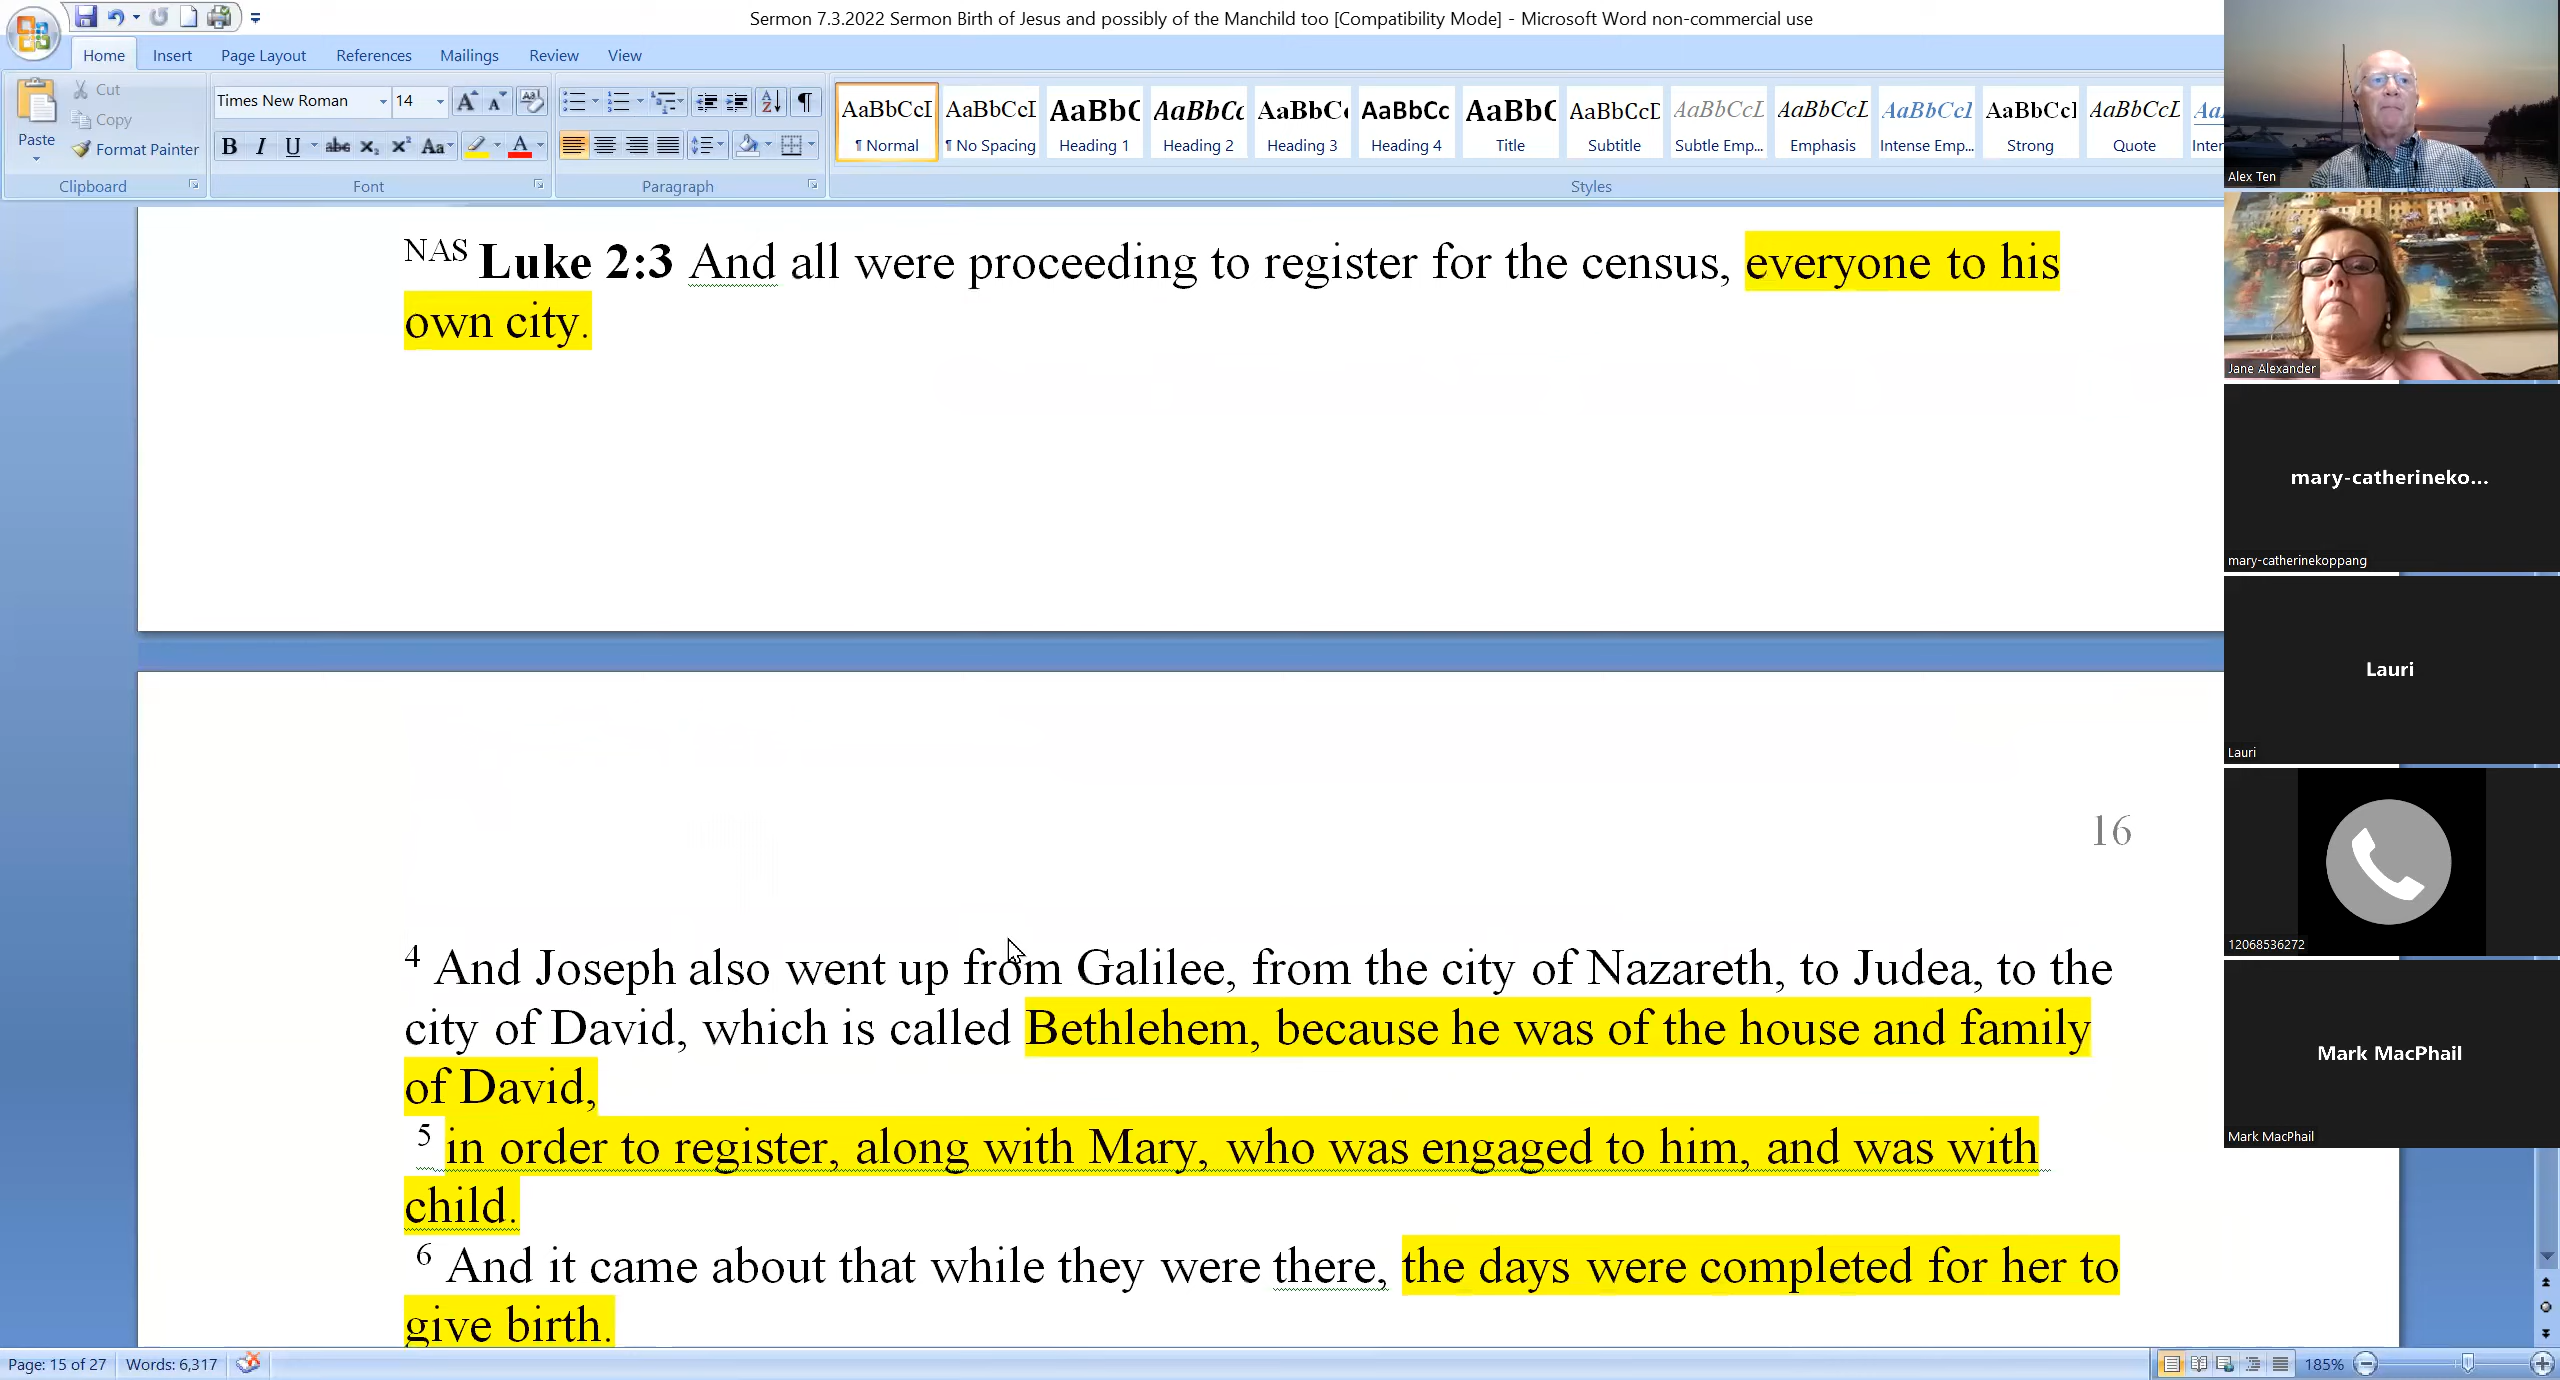 Sermon 7.3.2022 Sermon Birth of Jesus and possibly of the Manchild too [Compatibility Mode] - Microsoft Word non-commercial use
Home Insert Page Layout References Mailings Review View
Paste
Cut
Copy
Format Painter
Clipboard
Times New Roman 14
B I U abc X₂ X² Aa A
Font
Paragraph
AaBbCcI AaBbCcI AaBbC AaBbCc AaBbC AaBbCc AaBbC AaBbCcD AaBbCcL AaBbCcL AaBbCcI AaBbCcI AaBbCcL Aa
¶ Normal ¶ No Spacing Heading 1 Heading 2 Heading 3 Heading 4 Title Subtitle Subtle Emp... Emphasis Intense Emp... Strong Quote Inter
Styles
NAS Luke 2:3 And all were proceeding to register for the census, everyone to his
own city.
16
4 And Joseph also went up from Galilee, from the city of Nazareth, to Judea, to the
city of David, which is called Bethlehem, because he was of the house and family
of David,
5 in order to register, along with Mary, who was engaged to him, and was with
child.
6 And it came about that while they were there, the days were completed for her to
give birth.
Alex Ten
Jane Alexander
mary-catherineko...
mary-catherinekoppang
Lauri
Lauri
12068536272
Mark MacPhail
Mark MacPhail
Page: 15 of 27 Words: 6,317
185%